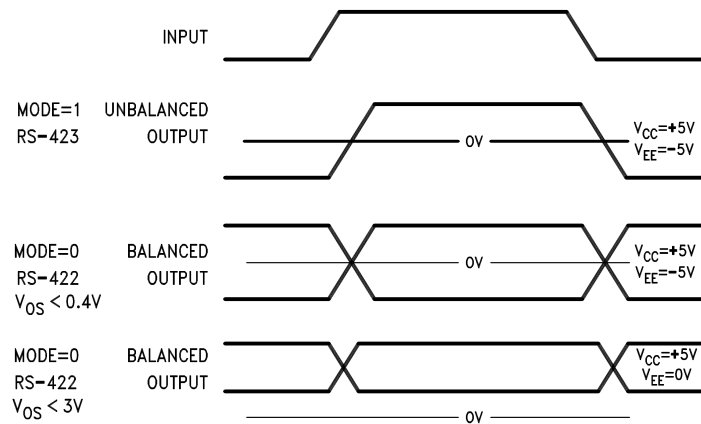 INPUT
MODE=1 UNBALANCED
RS-423 OUTPUT
0V
VCC=+5V
VEE=-5V
MODE=0 BALANCED
RS-422 OUTPUT
VOS < 0.4V
0V
VCC=+5V
VEE=-5V
MODE=0 BALANCED
RS-422 OUTPUT
VOS < 3V
VCC=+5V
VEE=0V
0V